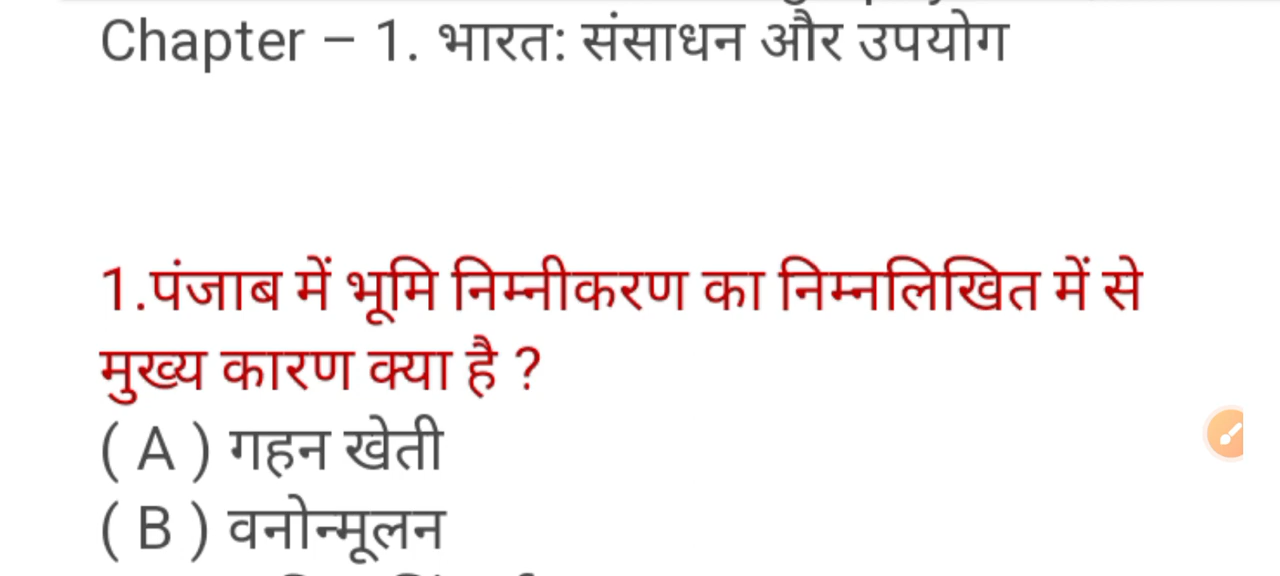 Chapter – 1. भारत: संसाधन और उपयोग
1.पंजाब में भूमि निम्नीकरण का निम्नलिखित में से
मुख्य कारण क्या है ?
( A ) गहन खेती
( B ) वनोन्मूलन